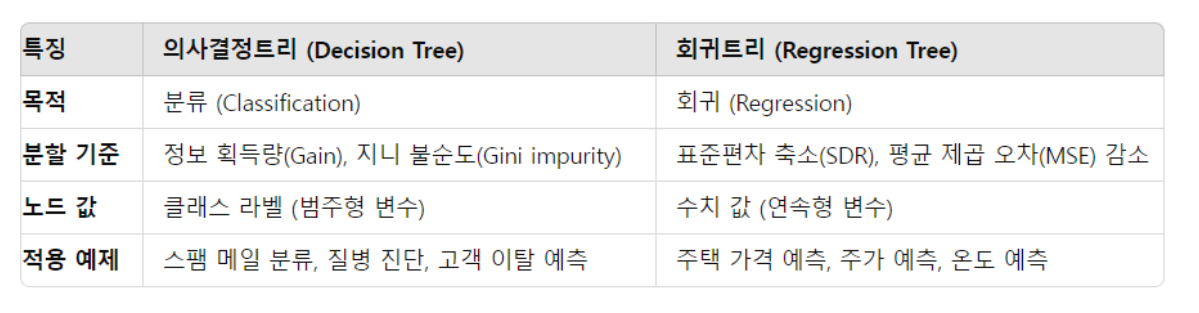 특징 의사결정트리 (Decision Tree) 회귀트리 (Regression Tree)
목적 분류 (Classification) 회귀 (Regression)
분할 기준 정보 획득량(Gain), 지니 불순도(Gini impurity) 표준편차 축소(SDR), 평균 제곱 오차(MSE) 감소
노드 값 클래스 라벨 (범주형 변수) 수치 값 (연속형 변수)
적용 예제 스팸 메일 분류, 질병 진단, 고객 이탈 예측 주택 가격 예측, 주가 예측, 온도 예측